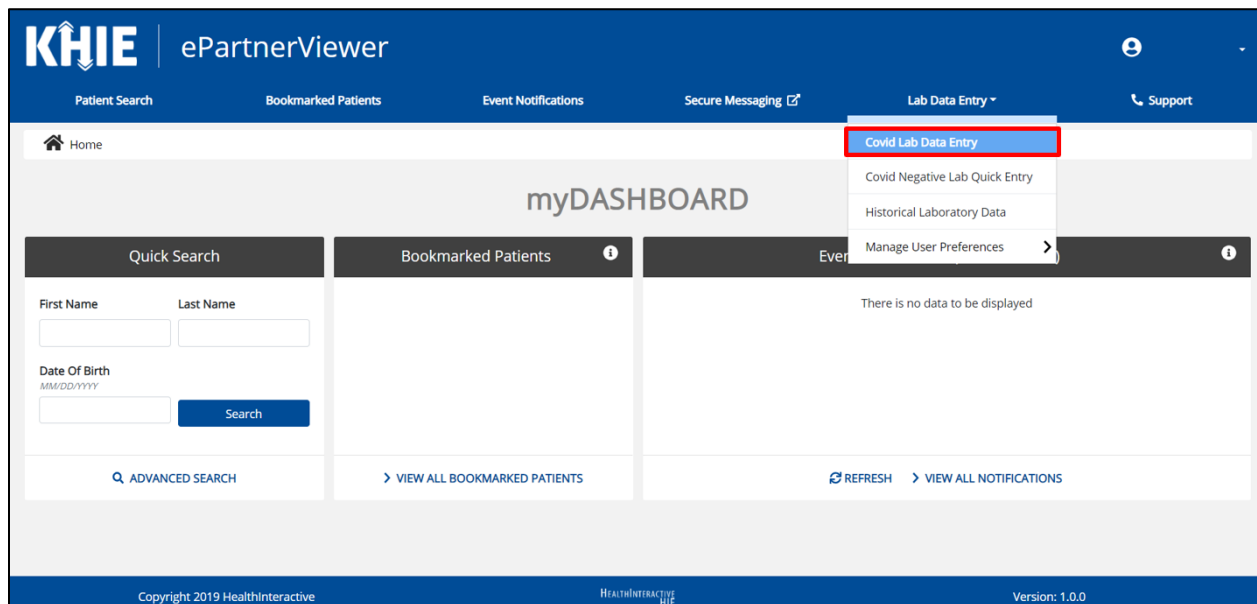 KHIE ePartnerViewer
Patient Search Bookmarked Patients Event Notifications Secure Messaging Lab Data Entry Support
Home
Covid Lab Data Entry
Covid Negative Lab Quick Entry
Historical Laboratory Data
Manage User Preferences
myDASHBOARD
Quick Search
First Name Last Name
Date Of Birth
MM/DD/YYYY
Search
ADVANCED SEARCH
Bookmarked Patients
VIEW ALL BOOKMARKED PATIENTS
There is no data to be displayed
REFRESH VIEW ALL NOTIFICATIONS
Copyright 2019 HealthInteractive HEALTHINTERACTIVE HIE Version: 1.0.0